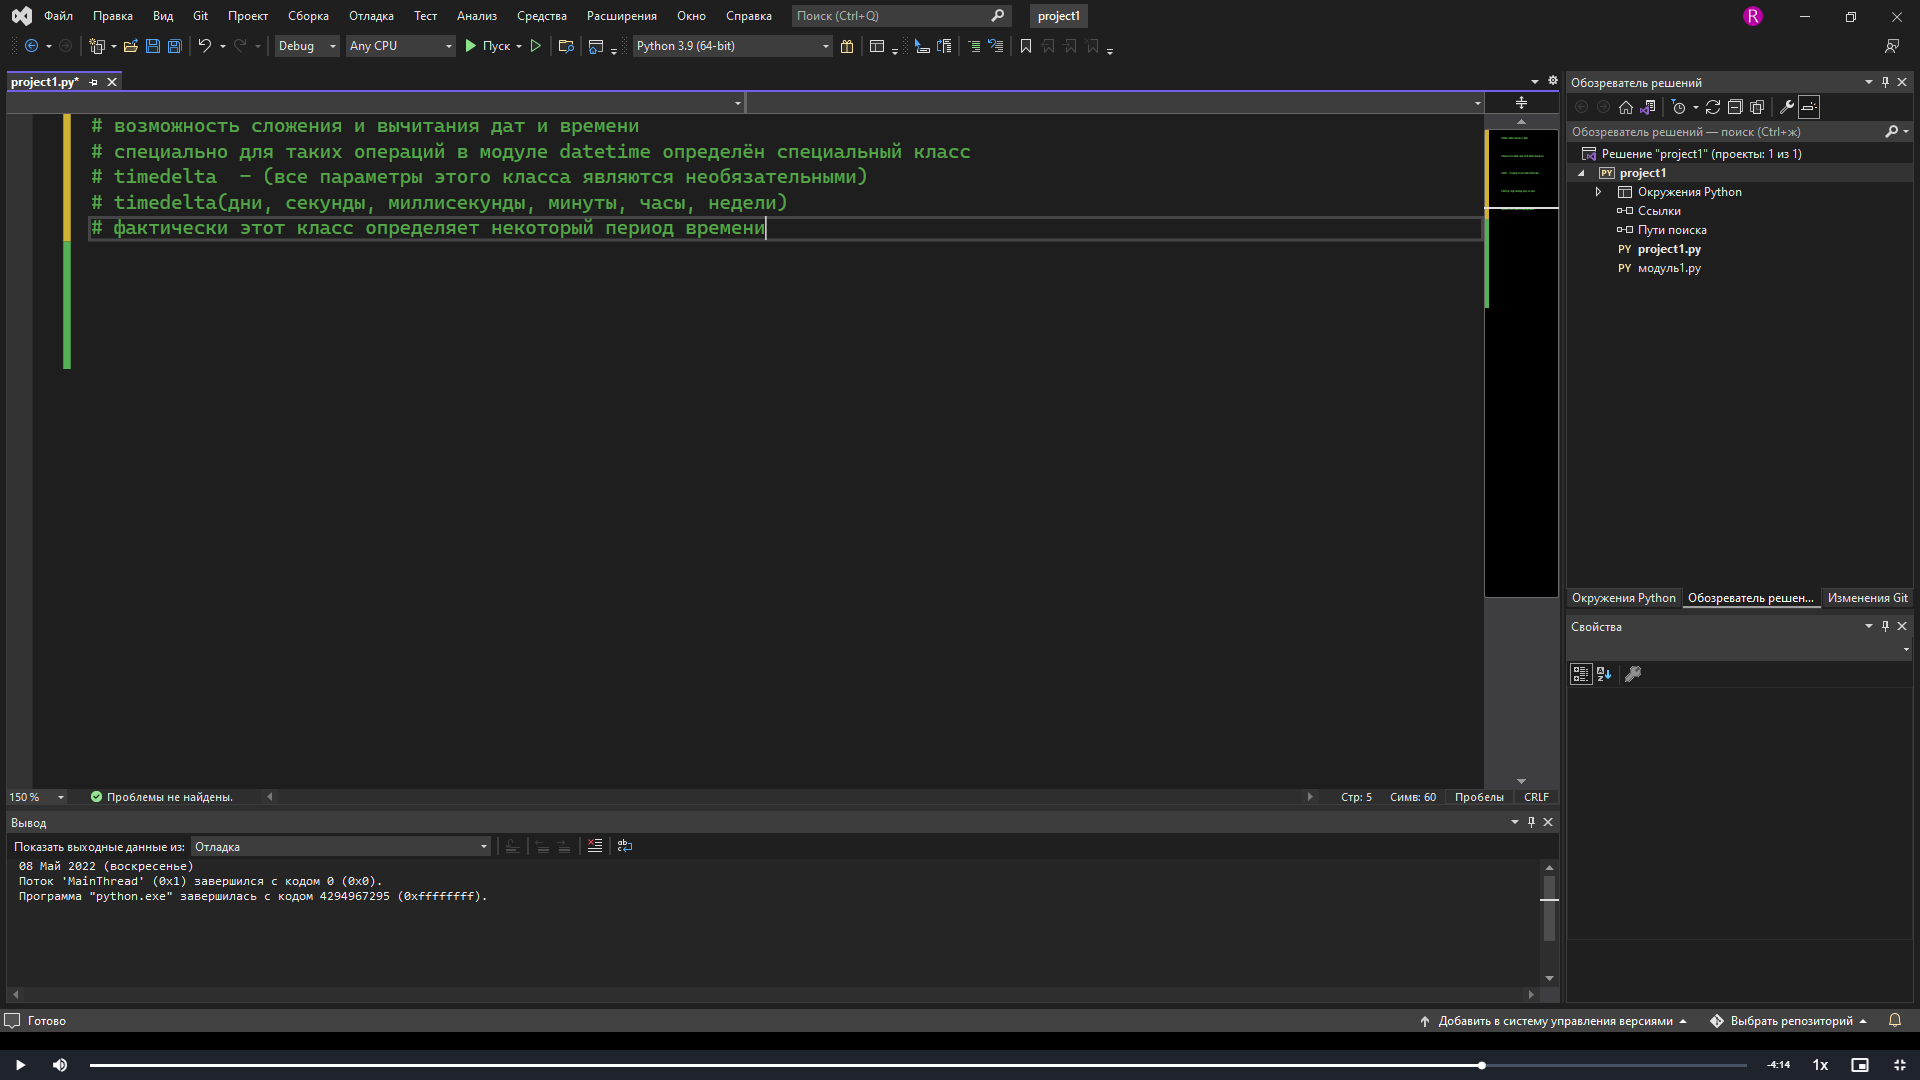 Файл Правка Вид Git Проект Сборка Отладка Тест Анализ Средства Расширения Окно Справка Поиск (Ctrl+Q) project1 R
Debug Any CPU Пуск Python 3.9 (64-bit)
project1.py*
# возможность сложения и вычитания дат и времени
# специально для таких операций в модуле datetime определён специальный класс
# timedelta – (все параметры этого класса являются необязательными)
# timedelta(дни, секунды, миллисекунды, минуты, часы, недели)
# фактически этот класс определяет некоторый период времени
150 % Проблемы не найдены. Стр: 5 Симв: 60 Пробелы CRLF
Вывод
Показать выходные данные из: Отладка
08 Май 2022 (воскресенье)
Поток 'MainThread' (0x1) завершился с кодом 0 (0x0).
Программа "python.exe" завершилась с кодом 4294967295 (0xffffffff).
Обозреватель решений
Обозреватель решений — поиск (Ctrl+ж)
Решение "project1" (проекты: 1 из 1)
PY project1
Окружения Python
Ссылки
Пути поиска
PY project1.py
PY модуль1.py
Окружения Python Обозреватель решен... Изменения Git
Свойства
Готово Добавить в систему управления версиями Выбрать репозиторий
-4:14 1x